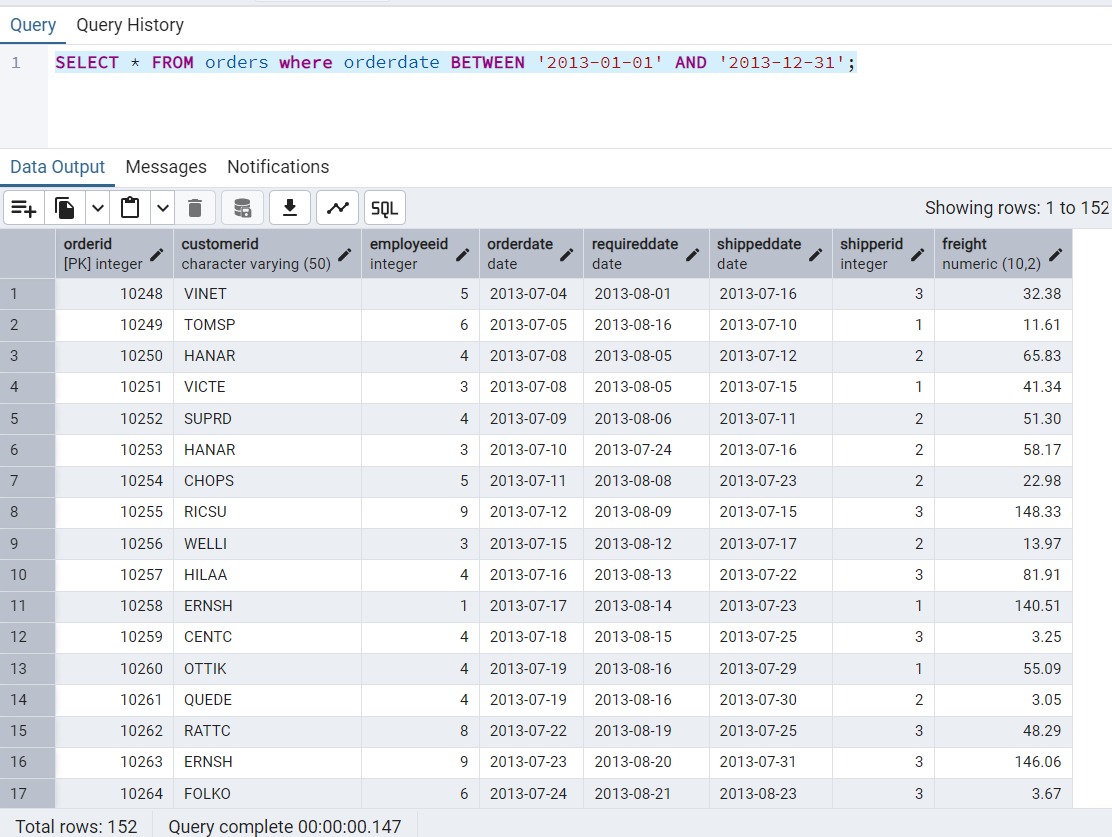 Query Query History
1 SELECT * FROM orders where orderdate BETWEEN '2013-01-01' AND '2013-12-31';
Data Output Messages Notifications
SQL Showing rows: 1 to 152
orderid customerid employeeid orderdate requireddate shippeddate shipperid freight
[PK] integer character varying (50) integer date date date integer numeric (10,2)
1 10248 VINET 5 2013-07-04 2013-08-01 2013-07-16 3 32.38
2 10249 TOMSP 6 2013-07-05 2013-08-16 2013-07-10 1 11.61
3 10250 HANAR 4 2013-07-08 2013-08-05 2013-07-12 2 65.83
4 10251 VICTE 3 2013-07-08 2013-08-05 2013-07-15 1 41.34
5 10252 SUPRD 4 2013-07-09 2013-08-06 2013-07-11 2 51.30
6 10253 HANAR 3 2013-07-10 2013-07-24 2013-07-16 2 58.17
7 10254 CHOPS 5 2013-07-11 2013-08-08 2013-07-23 2 22.98
8 10255 RICSU 9 2013-07-12 2013-08-09 2013-07-15 3 148.33
9 10256 WELLI 3 2013-07-15 2013-08-12 2013-07-17 2 13.97
10 10257 HILAA 4 2013-07-16 2013-08-13 2013-07-22 3 81.91
11 10258 ERNSH 1 2013-07-17 2013-08-14 2013-07-23 1 140.51
12 10259 CENTC 4 2013-07-18 2013-08-15 2013-07-25 3 3.25
13 10260 OTTIK 4 2013-07-19 2013-08-16 2013-07-29 1 55.09
14 10261 QUEDE 4 2013-07-19 2013-08-16 2013-07-30 2 3.05
15 10262 RATTC 8 2013-07-22 2013-08-19 2013-07-25 3 48.29
16 10263 ERNSH 9 2013-07-23 2013-08-20 2013-07-31 3 146.06
17 10264 FOLKO 6 2013-07-24 2013-08-21 2013-08-23 3 3.67
Total rows: 152 Query complete 00:00:00.147